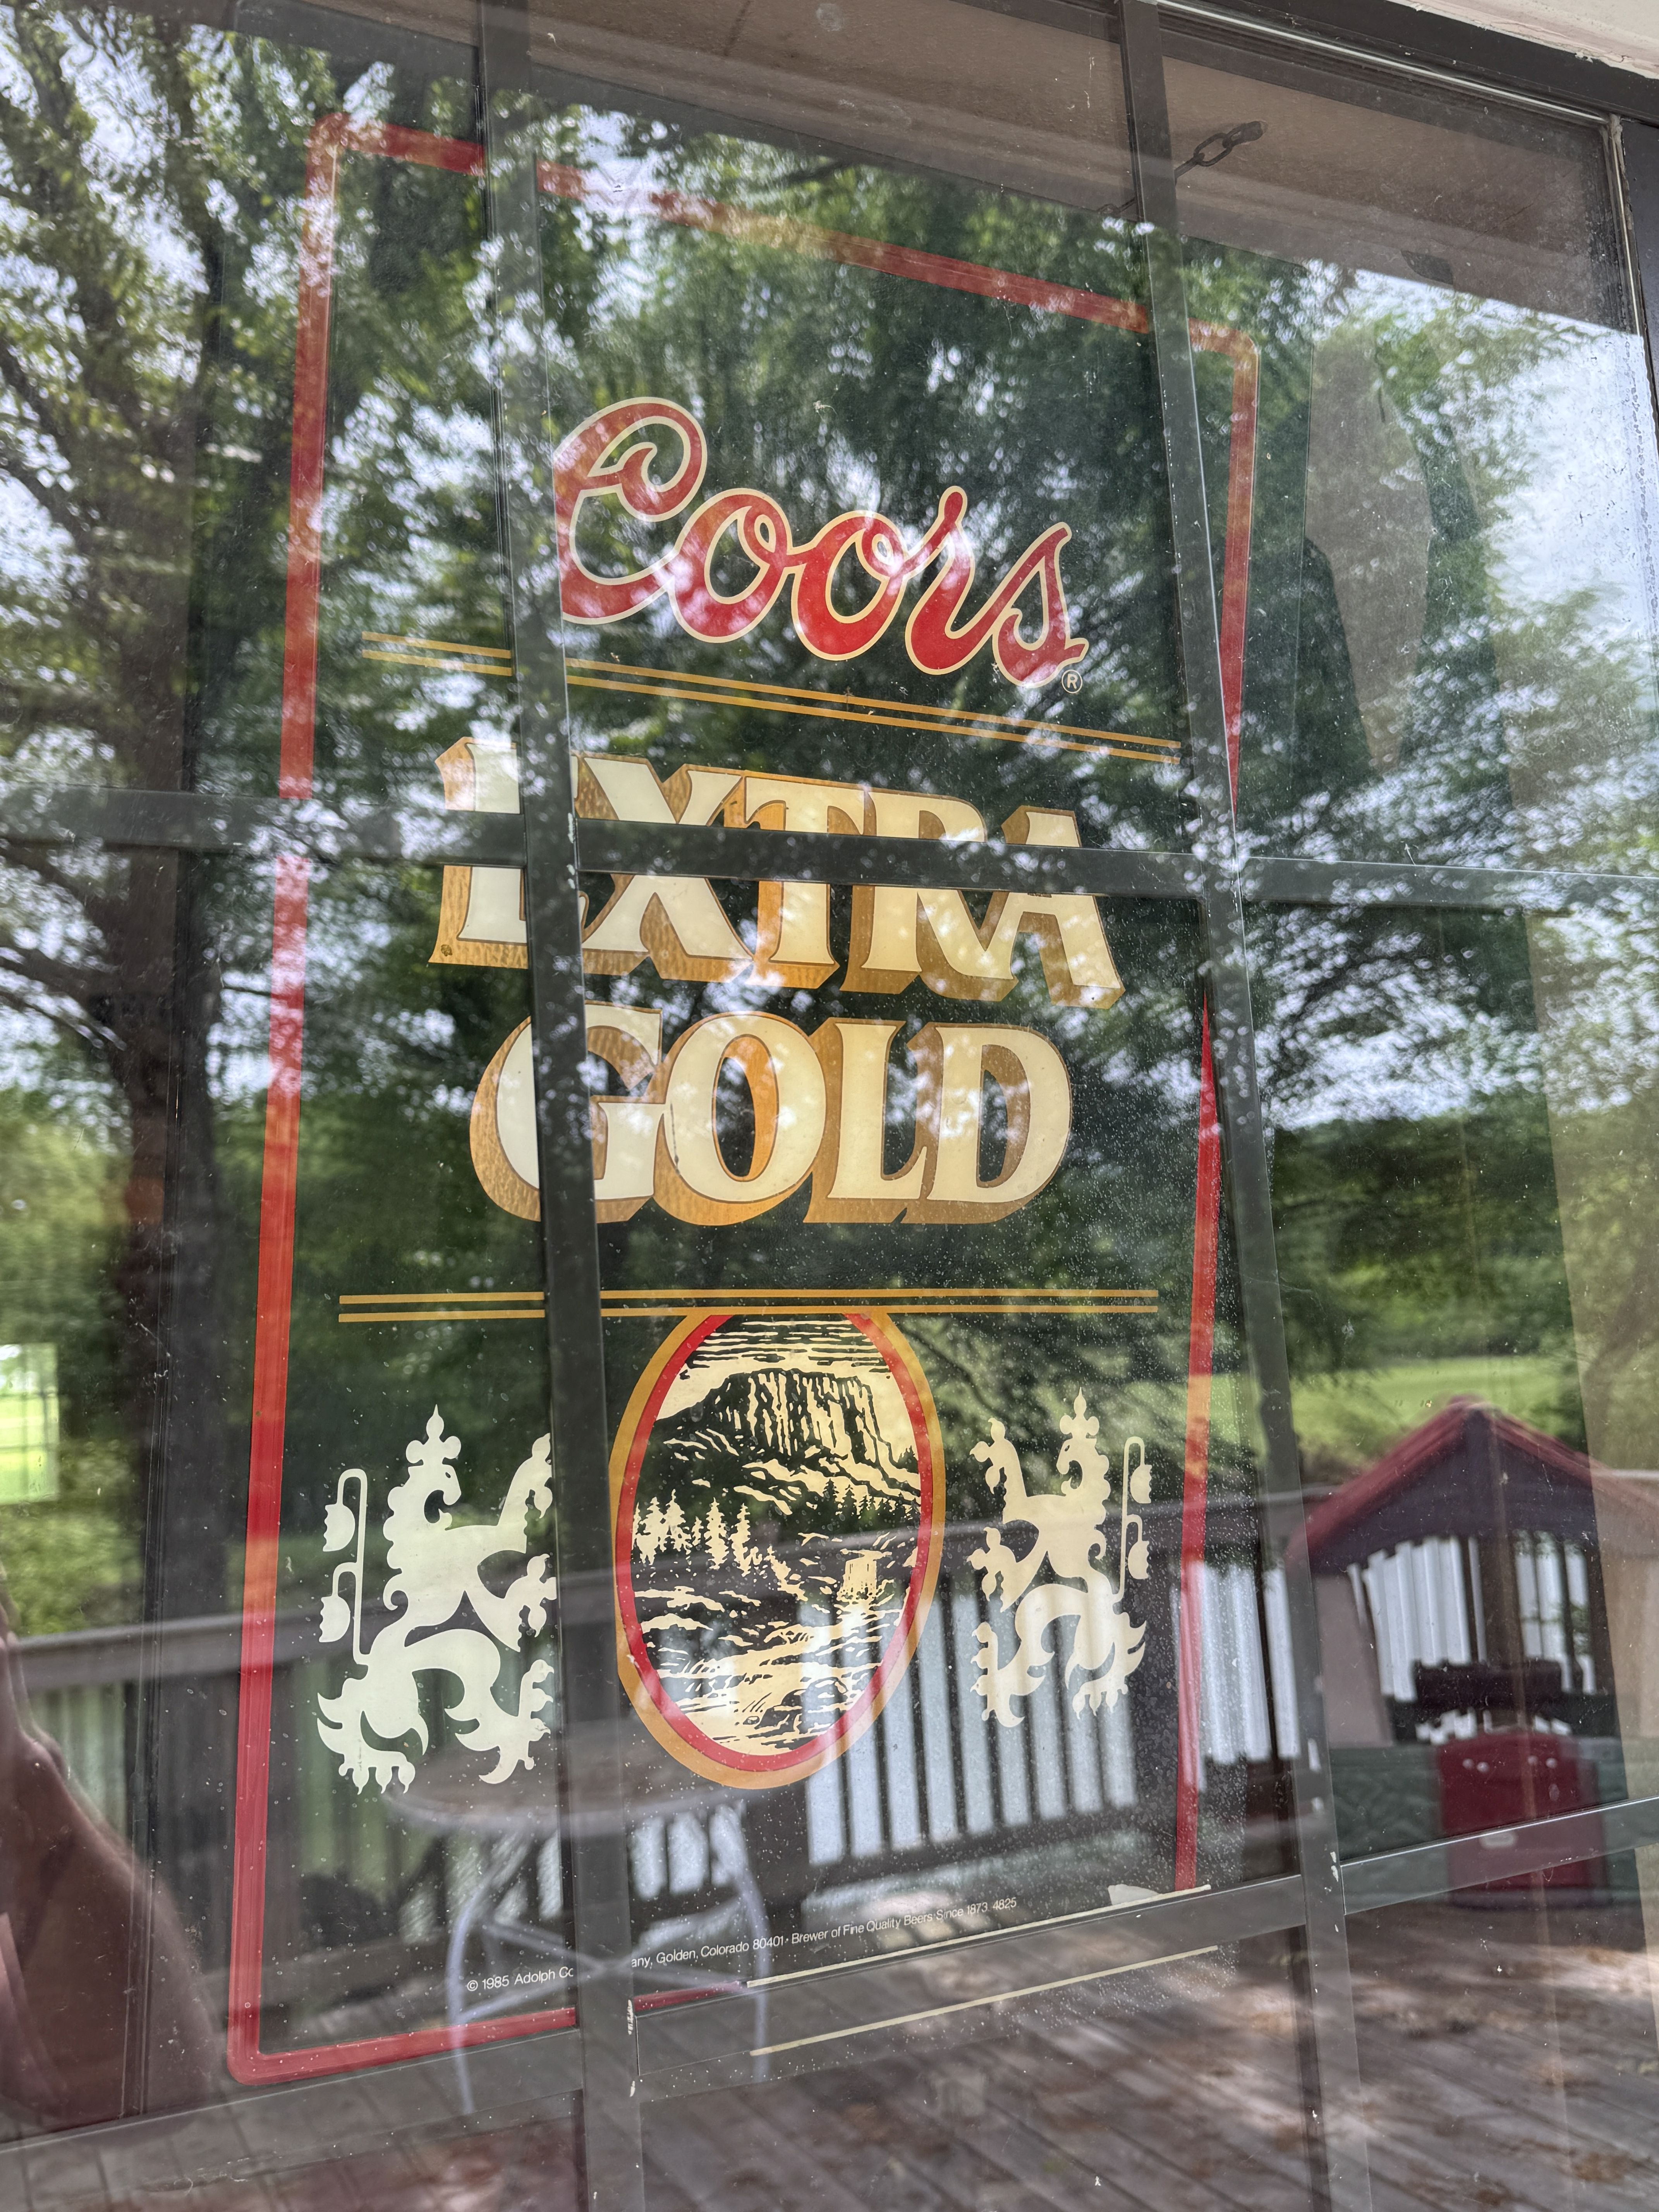 Coors®
EXTRA
GOLD
© 1985 Adolph Co any, Golden, Colorado 80401 • Brewer of Fine Quality Beers Since 1873 4825